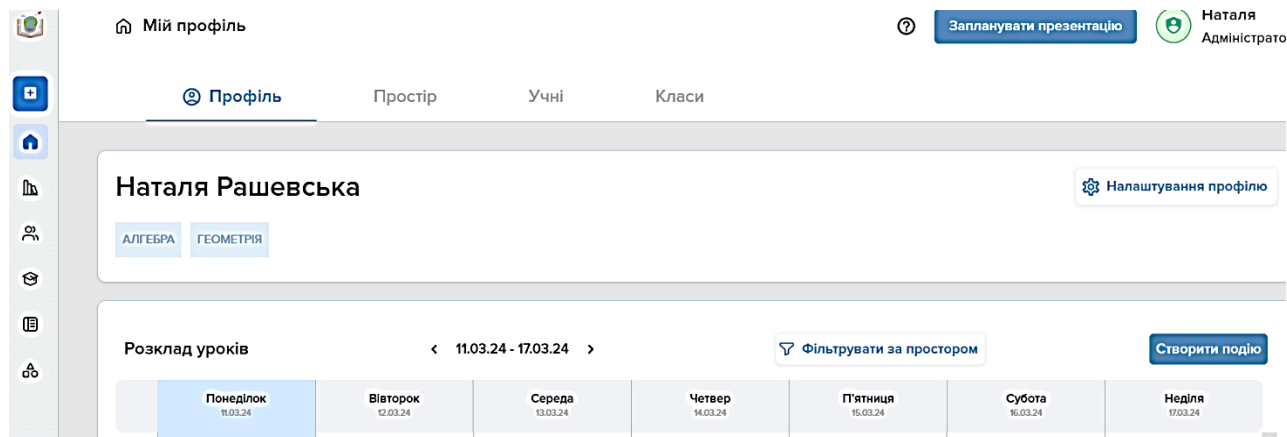 Мій профіль
Запланувати презентацію
Наталя
Адміністрато
Профіль Простір Учні Класи
Наталя Рашевська
Налаштування профілю
АЛГЕБРА ГЕОМЕТРІЯ
Розклад уроків
< 11.03.24 - 17.03.24 >
Фільтрувати за простором
Створити подію
Понеділок Вівторок Середа Четвер П'ятниця Субота Неділя
11.03.24 12.03.24 13.03.24 14.03.24 15.03.24 16.03.24 17.03.24